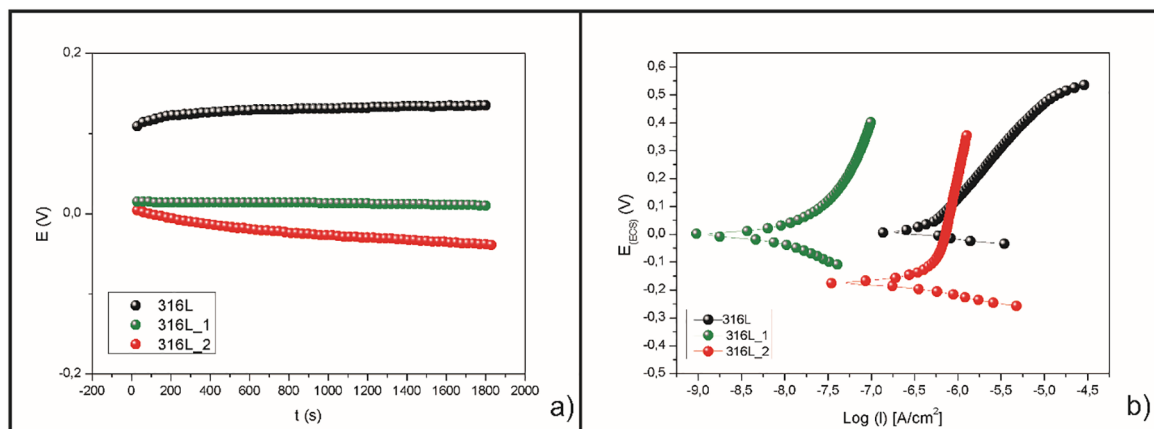 0,2
0,0
-0,2
E (V)
316L
316L_1
316L_2
-200 0 200 400 600 800 1000 1200 1400 1600 1800 2000
t (s)
a)
0,6
0,5
0,4
0,3
0,2
0,1
0,0
-0,1
-0,2
-0,3
-0,4
-0,5
E(ECS) (V)
316L
316L_1
316L_2
-9,0 -8,5 -8,0 -7,5 -7,0 -6,5 -6,0 -5,5 -5,0 -4,5
Log (I) [A/cm²]
b)